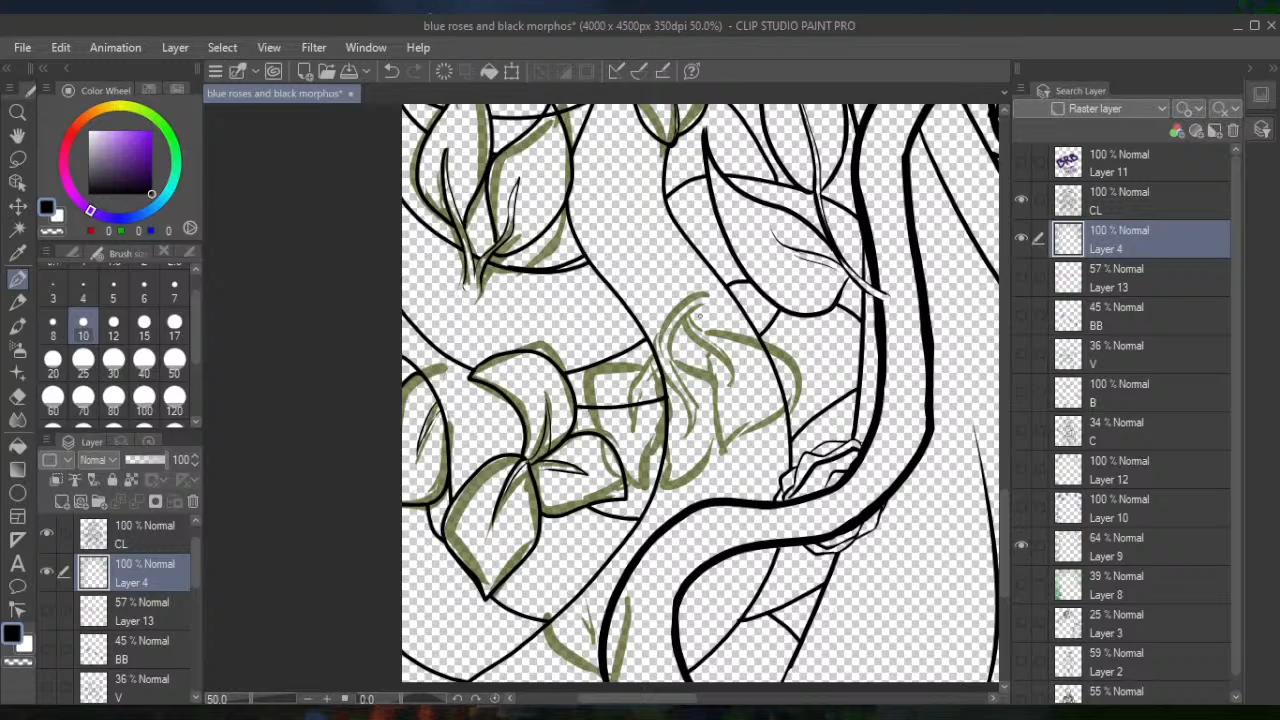 blue roses and black morphos* (4000 x 4500px 350dpi 50.0%) - CLIP STUDIO PAINT PRO
File Edit Animation Layer Select View Filter Window Help
Color Wheel
blue roses and black morphos*
Search Layer
Raster layer
100 % Normal
Layer 11
100 % Normal
CL
100 % Normal
Layer 4
57 % Normal
Layer 13
45 % Normal
BB
36 % Normal
V
100 % Normal
B
34 % Normal
C
100 % Normal
Layer 12
100 % Normal
Layer 10
64 % Normal
Layer 9
39 % Normal
Layer 8
25 % Normal
Layer 3
59 % Normal
Layer 2
55 % Normal
BRB
0 0 0
Brush size
3 4 5 6 7
8 10 12 15 17
20 25 30 40 50
60 70 80 100 120
Layer
Normal 100
100 % Normal
CL
100 % Normal
Layer 4
57 % Normal
Layer 13
45 % Normal
BB
36 % Normal
V
50.0 0.0